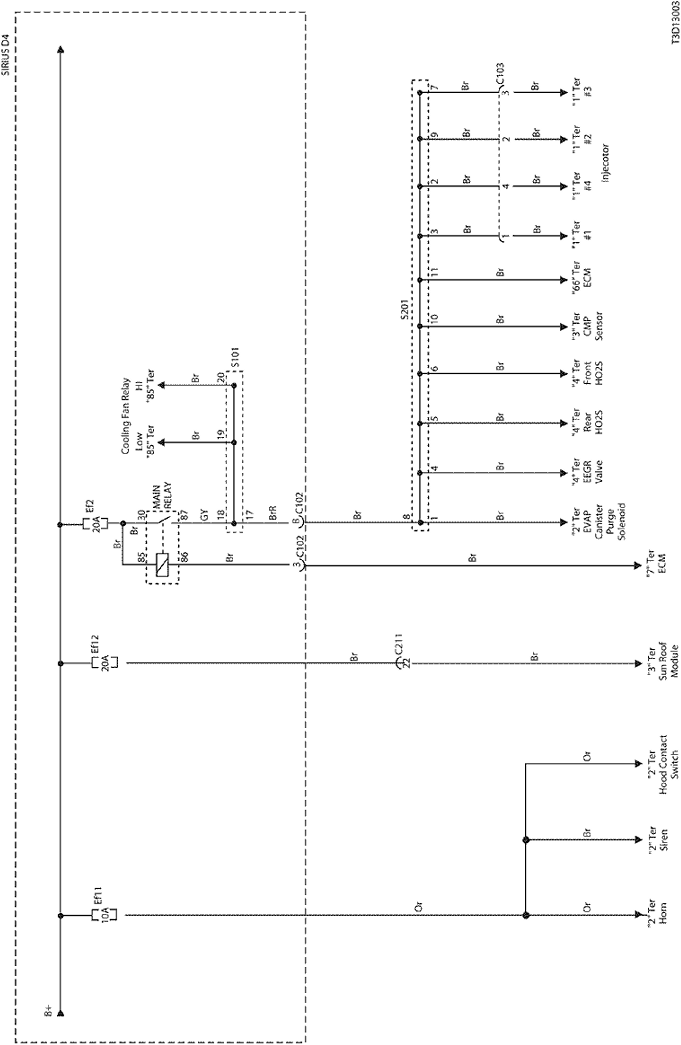 T3D13003
SIRIUS D4
B+
Ef2
20A
Ef12
20A
Ef11
10A
MAIN
RELAY
30
87
85
86
Br
Br
GY
18
17
19
20
S101
Br
Br
Cooling Fan Relay
HI
"85" Ter
Low
"85" Ter
BrR
8
C102
Br
3
C102
Br
Br
8
S201
7
Br
C103
3
Br
"1" Ter
#3
9
Br
2
Br
"1" Ter
#2
2
Br
4
Br
"1" Ter
#4
3
Br
1
Br
"1" Ter
#1
Injecotor
11
Br
"66" Ter
ECM
10
Br
"3" Ter
CMP
Sensor
6
Br
"4" Ter
Front
HO2S
5
Br
"4" Ter
Rear
HO2S
4
Br
"4" Ter
EEGR
Valve
1
Br
"2" Ter
EVAP
Canister
Purge
Solenoid
"7" Ter
ECM
Br
C211
22
Br
"3" Ter
Sun Roof
Module
Or
"2" Ter
Hood Contact
Switch
Br
"2" Ter
Siren
Or
Or
"2" Ter
Horn